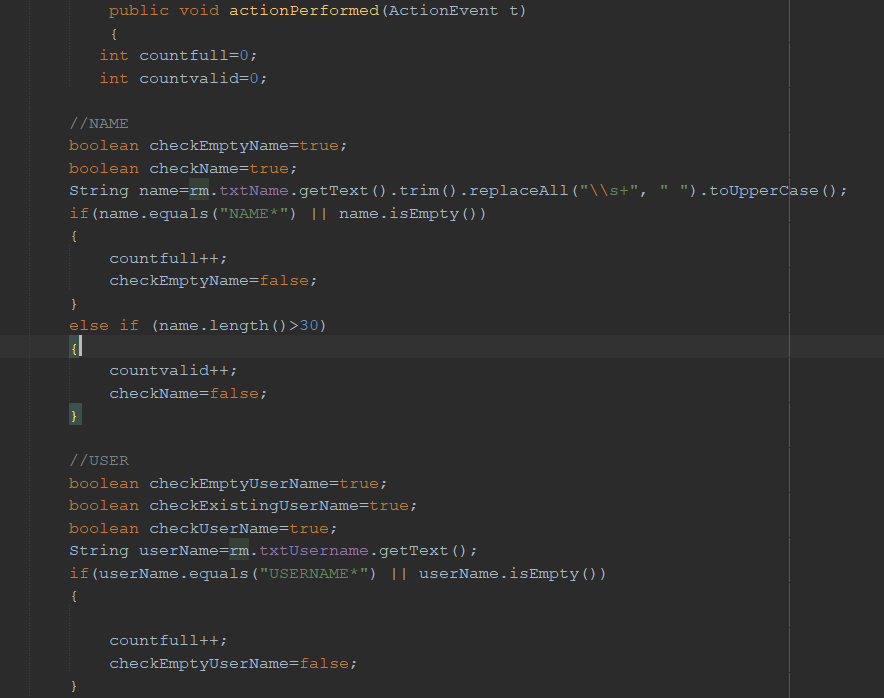 public void actionPerformed(ActionEvent t)
{
int countfull=0;
int countvalid=0;
//NAME
boolean checkEmptyName=true;
boolean checkName=true;
String name=rm.txtName.getText().trim().replaceAll("\\s+", " ").toUpperCase();
if(name.equals("NAME*") || name.isEmpty())
{
countfull++;
checkEmptyName=false;
}
else if (name.length()>30)
{
countvalid++;
checkName=false;
}
//USER
boolean checkEmptyUserName=true;
boolean checkExistingUserName=true;
boolean checkUserName=true;
String userName=rm.txtUsername.getText();
if(userName.equals("USERNAME*") || userName.isEmpty())
{
countfull++;
checkEmptyUserName=false;
}